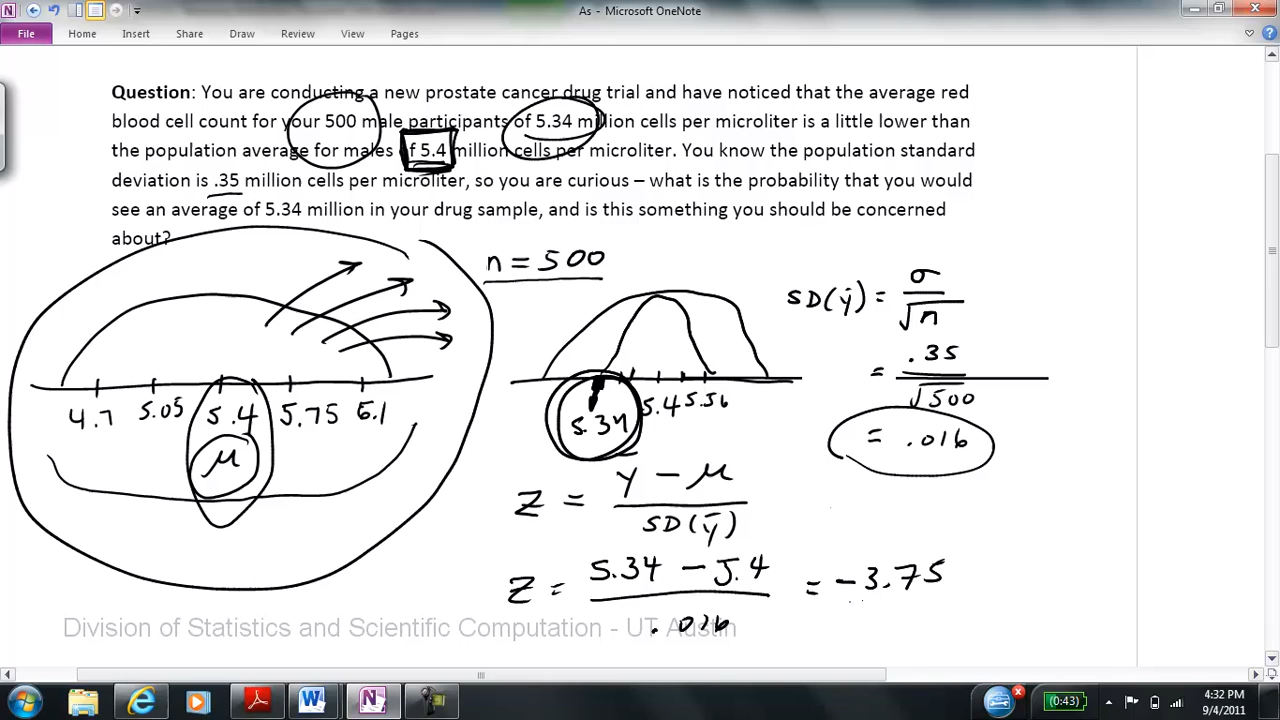 As - Microsoft OneNote
File Home Insert Share Draw Review View Pages
Question: You are conducting a new prostate cancer drug trial and have noticed that the average red
blood cell count for your 500 male participants of 5.34 million cells per microliter is a little lower than
the population average for males of 5.4 million cells per microliter. You know the population standard
deviation is .35 million cells per microliter, so you are curious – what is the probability that you would
see an average of 5.34 million in your drug sample, and is this something you should be concerned
about?
n = 500
SD(ȳ) = σ
√n
= .35
√500
= .016
4.7 5.05 5.4 5.75 6.1
μ
5.34 5.4 5.56
Z = y - μ
SD(ȳ)
Z = 5.34 - 5.4 = -3.75
.016
Division of Statistics and Scientific Computation - UT Austin
(0:43)
4:32 PM
9/4/2011